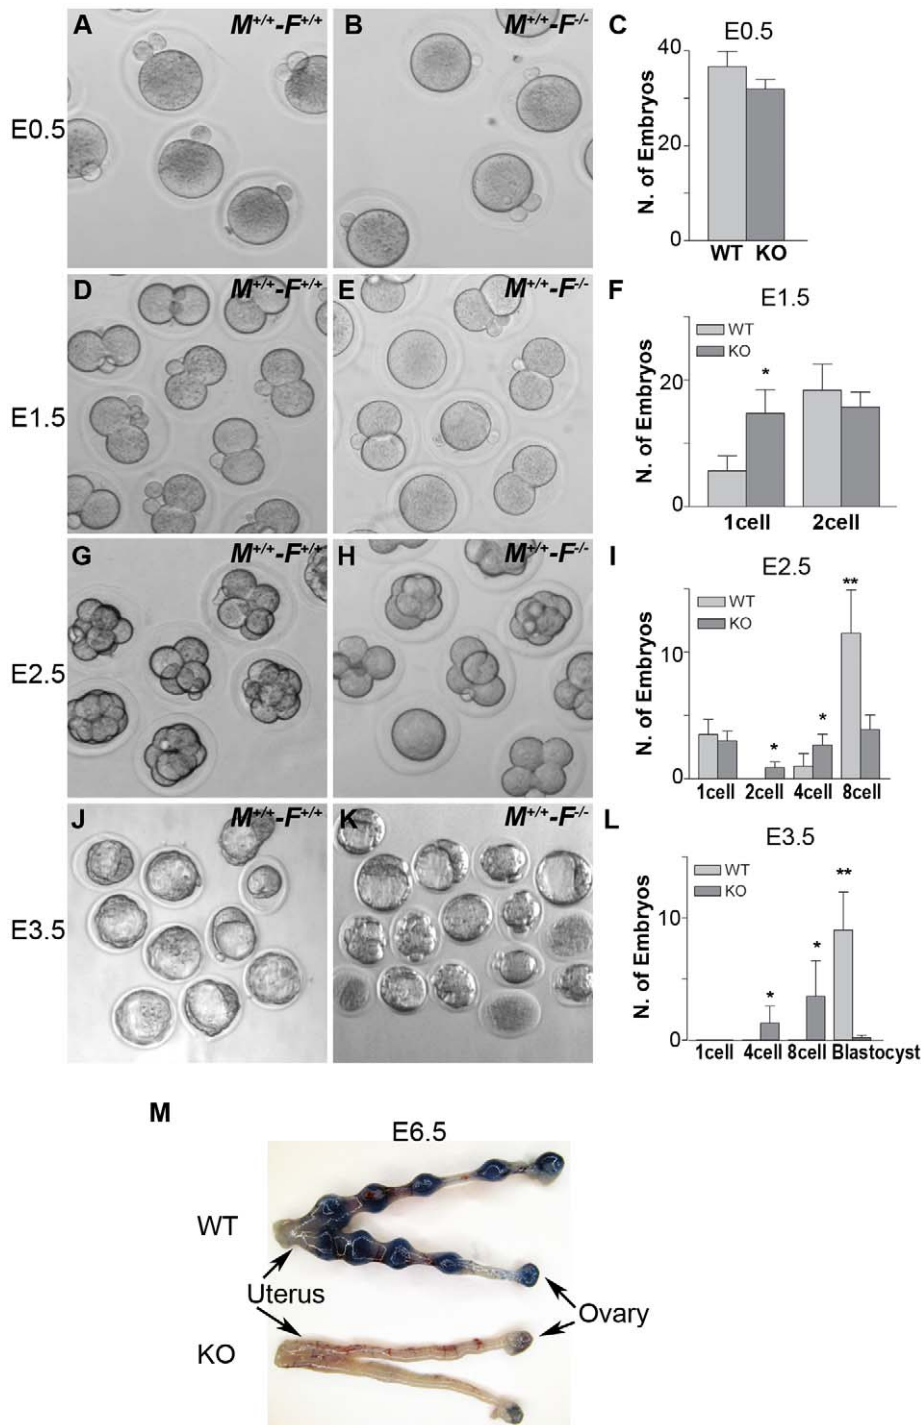 A M+/+-F+/+
B M+/+-F-/-
C E0.5
40
20
0
N. of Embryos
WT KO
E0.5
D M+/+-F+/+
E M+/+-F-/-
F E1.5
WT
KO
*
20
0
N. of Embryos
1cell 2cell
E1.5
G M+/+-F+/+
H M+/+-F-/-
I E2.5
WT
KO
**
*
*
10
0
N. of Embryos
1cell 2cell 4cell 8cell
E2.5
J M+/+-F+/+
K M+/+-F-/-
L E3.5
WT
KO
**
*
*
10
0
N. of Embryos
1cell 4cell 8cell Blastocyst
E3.5
M
E6.5
WT
Uterus
Ovary
KO